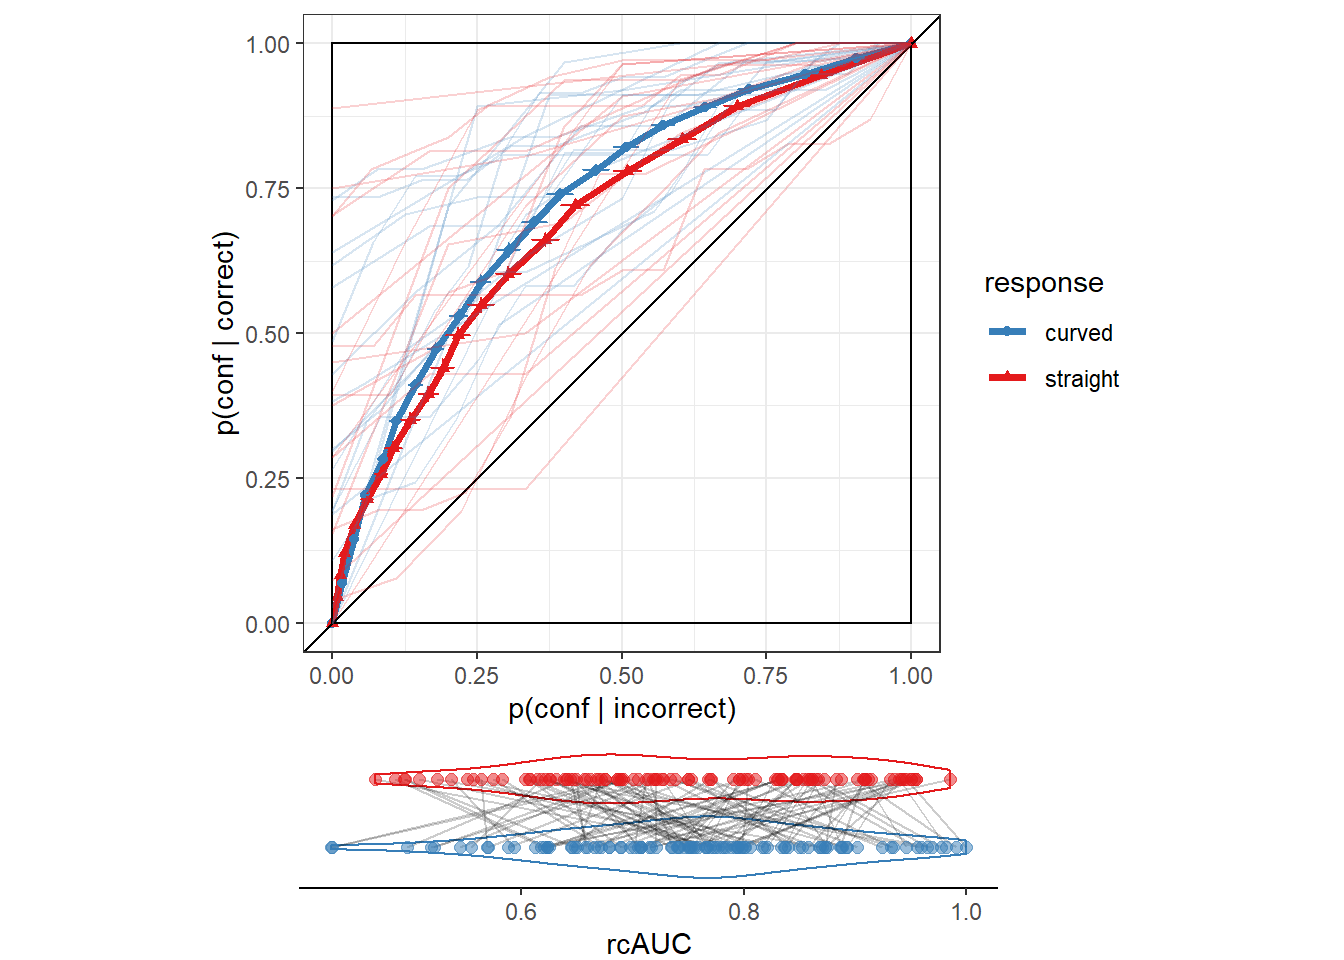 1.00
0.75
0.50
0.25
0.00
p(conf | correct)
0.00 0.25 0.50 0.75 1.00
p(conf | incorrect)
response
curved
straight
0.6 0.8 1.0
rcAUC